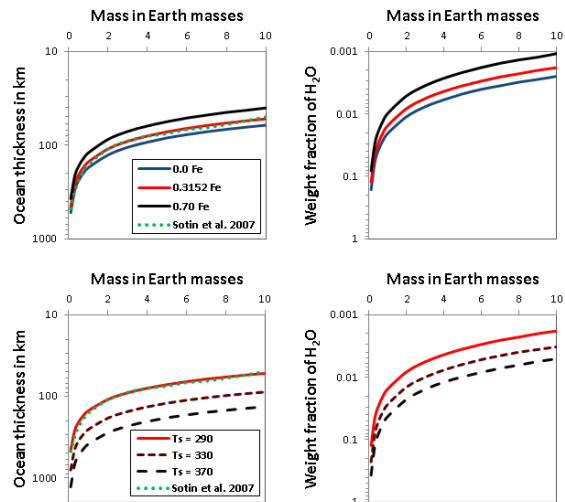 Mass in Earth masses
0 2 4 6 8 10
10
100
1000
Ocean thickness in km
0.0 Fe
0.3152 Fe
0.70 Fe
Sotin et al. 2007
Mass in Earth masses
0 2 4 6 8 10
0.001
0.01
0.1
1
Weight fraction of H₂O
Mass in Earth masses
0 2 4 6 8 10
10
100
1000
Ocean thickness in km
Ts = 290
Ts = 330
Ts = 370
Sotin et al. 2007
Mass in Earth masses
0 2 4 6 8 10
0.001
0.01
0.1
1
Weight fraction of H₂O